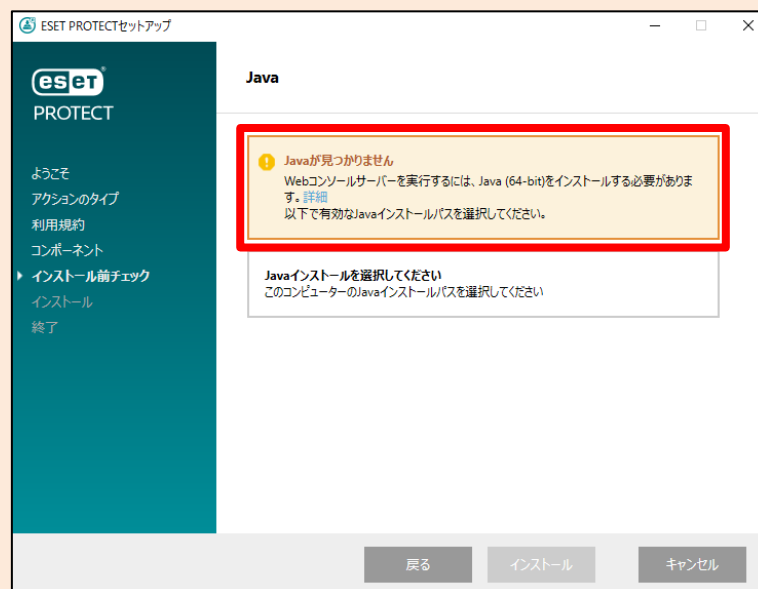 ESET PROTECTセットアップ
eset
PROTECT
ようこそ
アクションのタイプ
利用規約
コンポーネント
インストール前チェック
インストール
終了
Java
Javaが見つかりません
Webコンソールサーバーを実行するには、Java (64-bit)をインストールする必要がありま
す。詳細
以下で有効なJavaインストールパスを選択してください。
Javaインストールを選択してください
このコンピューターのJavaインストールパスを選択してください
戻る
インストール
キャンセル